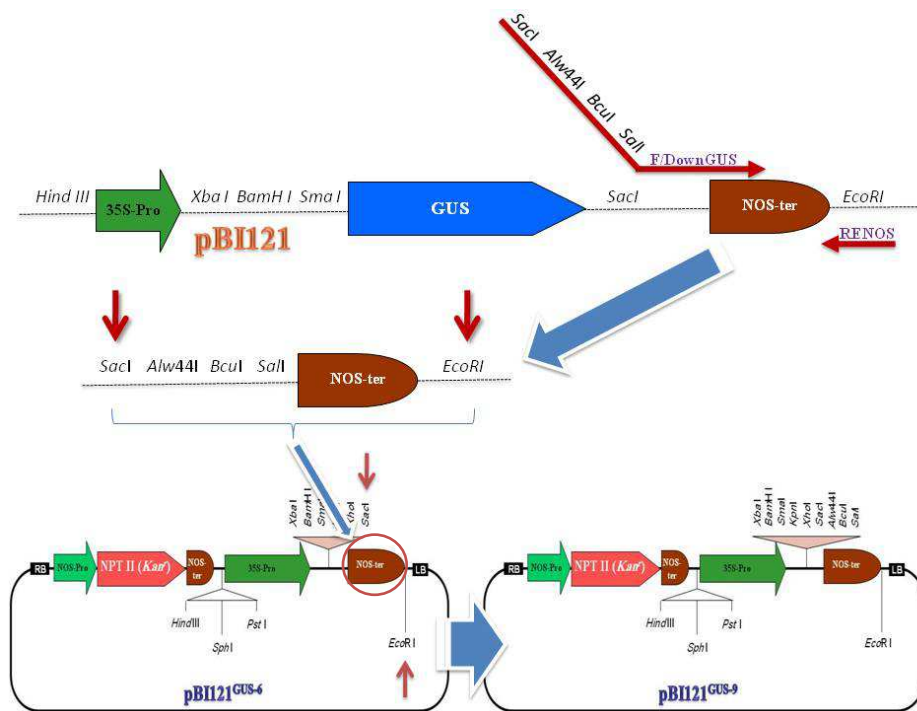 SacI
Alw44I
BcuI
SalI
F/DownGUS
Hind III
35S-Pro
Xba I BamH I Sma I
GUS
SacI
NOS-ter
EcoRI
pBI121
RENOS
SacI Alw44I BcuI SalI
NOS-ter
EcoRI
XbaI
BamH I
XhoI
SacI
RB
NOS-Pro
NPT II (Kanr)
NOS-ter
35S-Pro
NOS-ter
LB
HindIII
SphI
Pst I
EcoR I
pBI121GUS-6
XbaI
BamH I
SmaI
KpnI
XhoI
SacI
Alw44I
BcuI
SalI
RB
NOS-Pro
NPT II (Kanr)
NOS-ter
35S-Pro
NOS-ter
LB
HindIII
SphI
Pst I
EcoR I
pBI121GUS-9